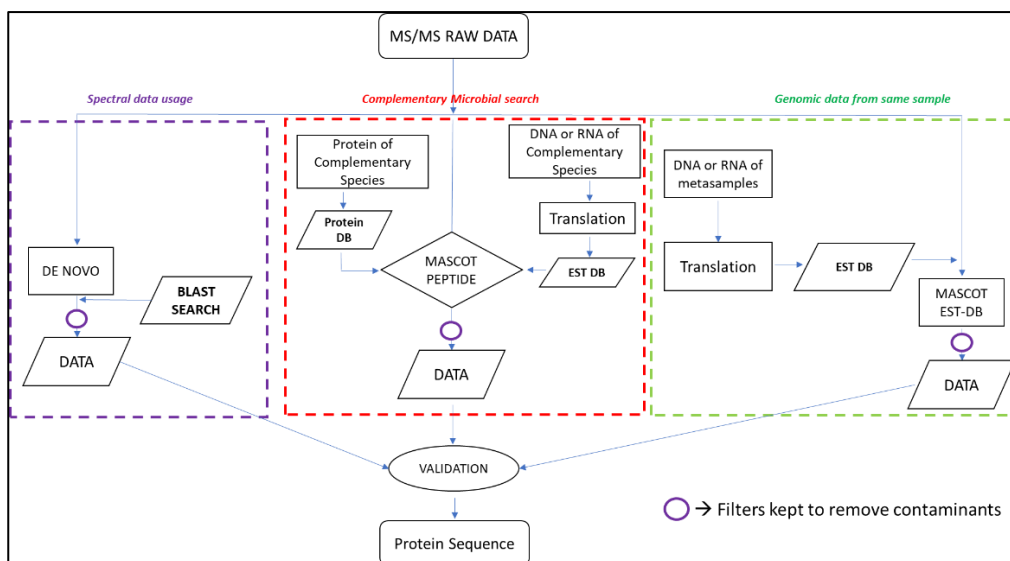 MS/MS RAW DATA
Spectral data usage
Complementary Microbial search
Genomic data from same sample
DE NOVO
BLAST
SEARCH
DATA
Protein of
Complementary
Species
Protein
DB
DNA or RNA of
Complementary
Species
Translation
EST DB
MASCOT
PEPTIDE
DATA
DNA or RNA of
metasamples
Translation
EST DB
MASCOT
EST-DB
DATA
VALIDATION
Protein Sequence
→ Filters kept to remove contaminants